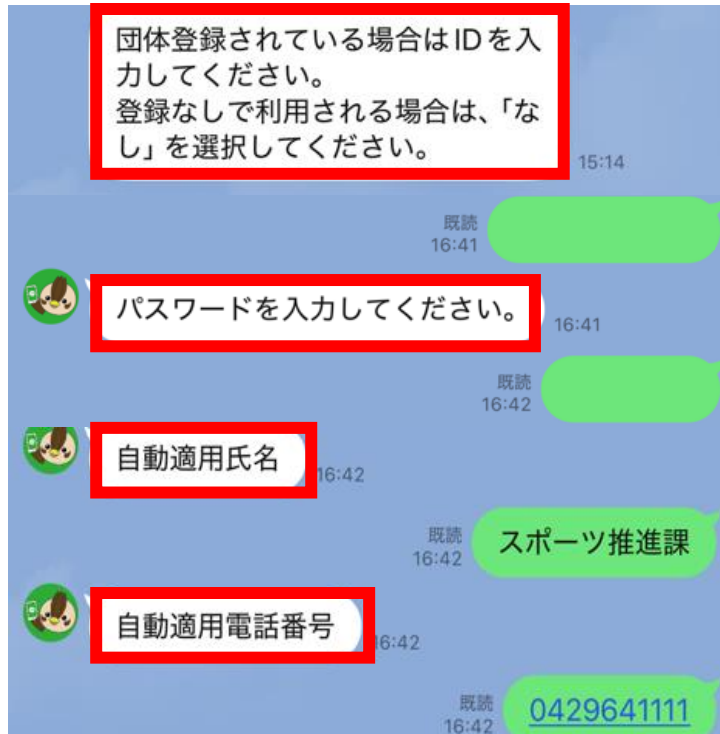 団体登録されている場合はIDを入
力してください。
登録なしで利用される場合は、「な
し」を選択してください。
15:14
既読
16:41
パスワードを入力してください。
16:41
既読
16:42
自動適用氏名
16:42
既読
16:42
スポーツ推進課
自動適用電話番号
16:42
既読
16:42
0429641111